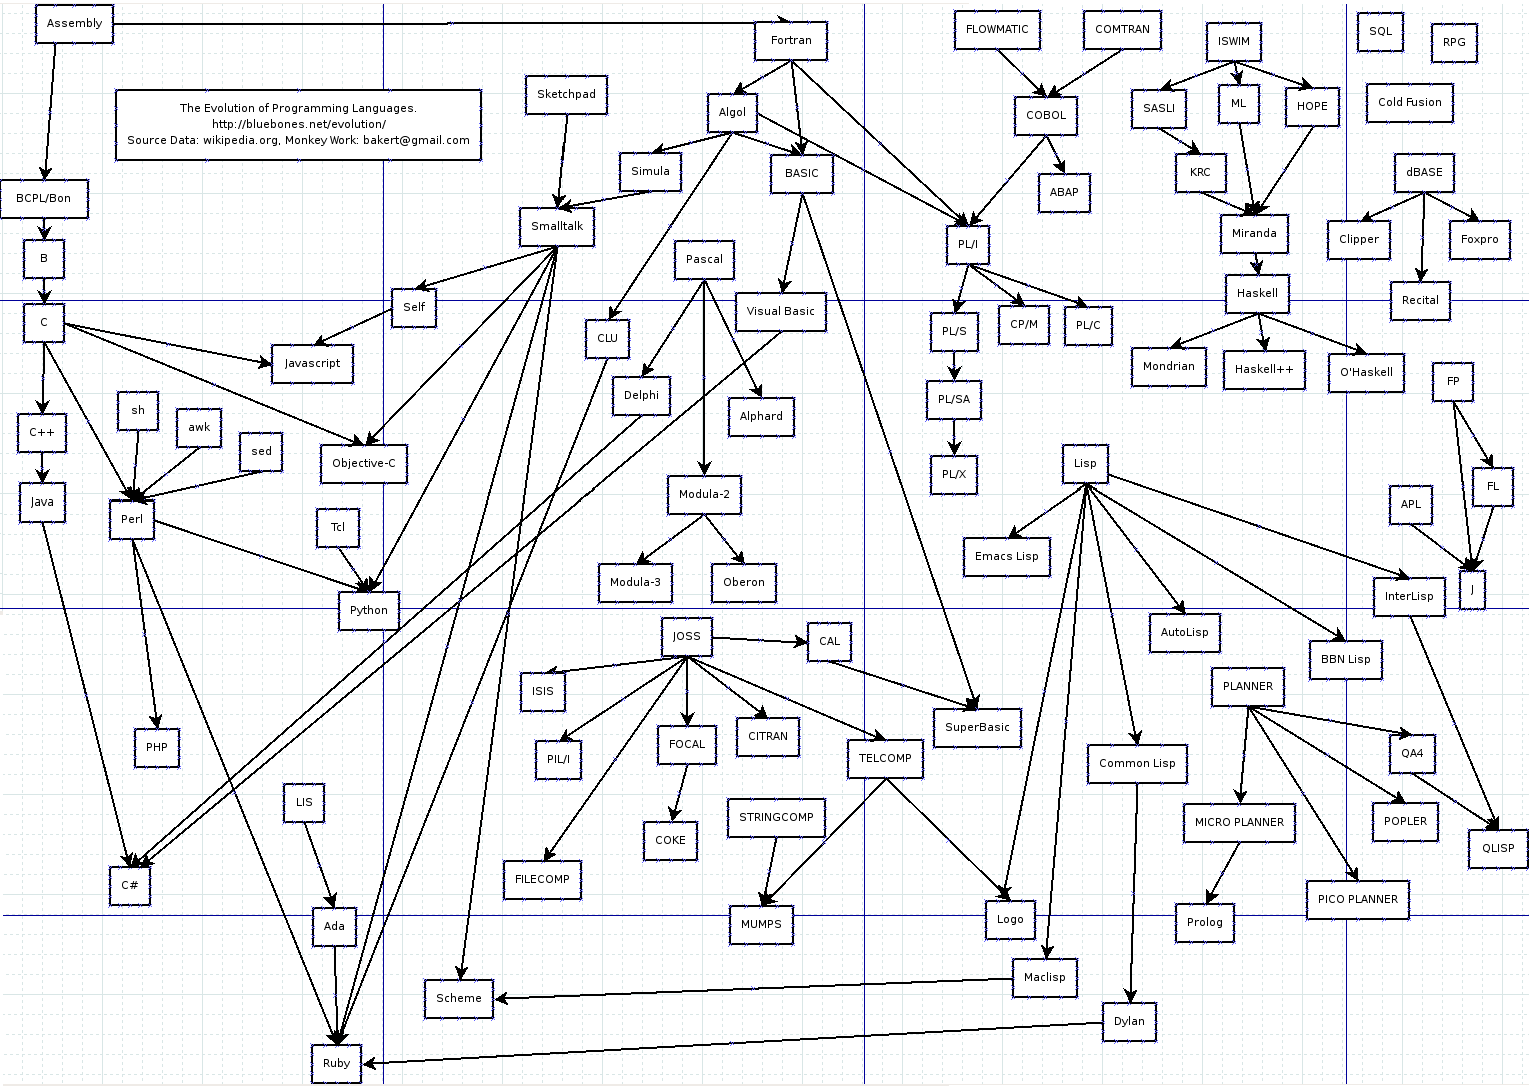 Assembly
Fortran
FLOWMATIC
COMTRAN
ISWIM
SQL
RPG
Sketchpad
The Evolution of Programming Languages.
http://bluebones.net/evolution/
Source Data: wikipedia.org, Monkey Work: bakert@gmail.com
Algol
COBOL
SASLI
ML
HOPE
Cold Fusion
Simula
BASIC
ABAP
KRC
dBASE
BCPL/Bon
Smalltalk
PL/I
Miranda
Clipper
Foxpro
B
Pascal
Self
Visual Basic
Haskell
Recital
C
CLU
PL/S
CP/M
PL/C
Javascript
Mondrian
Haskell++
O'Haskell
FP
Delphi
PL/SA
sh
awk
Alphard
C++
sed
Objective-C
Lisp
PL/X
Java
Perl
Modula-2
APL
FL
Tcl
Emacs Lisp
Modula-3
Oberon
InterLisp
J
Python
JOSS
CAL
AutoLisp
BBN Lisp
ISIS
PLANNER
SuperBasic
PHP
PIL/I
FOCAL
CITRAN
TELCOMP
Common Lisp
QA4
LIS
STRINGCOMP
MICRO PLANNER
POPLER
COKE
QLISP
C#
FILECOMP
PICO PLANNER
Ada
MUMPS
Logo
Prolog
Scheme
Maclisp
Dylan
Ruby